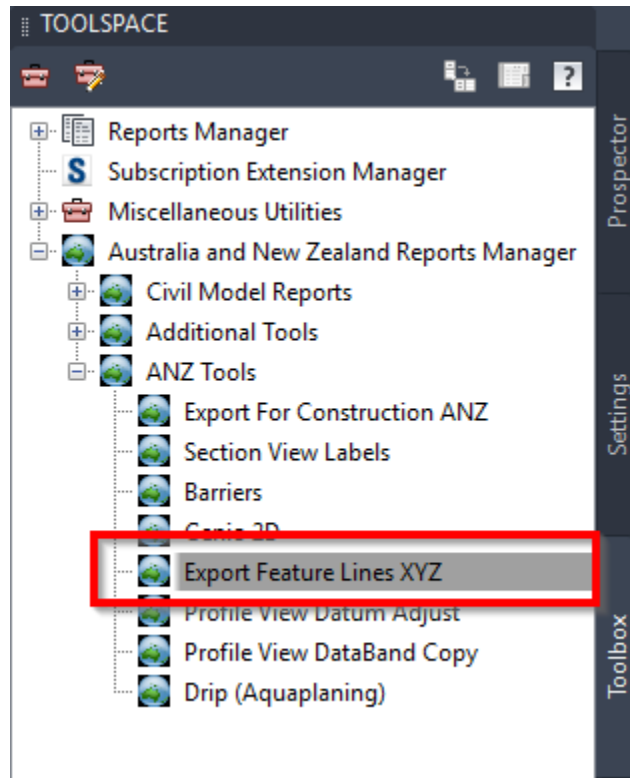 TOOLSPACE
?
Reports Manager
S Subscription Extension Manager
Miscellaneous Utilities
Australia and New Zealand Reports Manager
Civil Model Reports
Additional Tools
ANZ Tools
Export For Construction ANZ
Section View Labels
Barriers
Genio 2D
Export Feature Lines XYZ
Profile View Datum Adjust
Profile View DataBand Copy
Drip (Aquaplaning)
Prospector
Settings
Toolbox